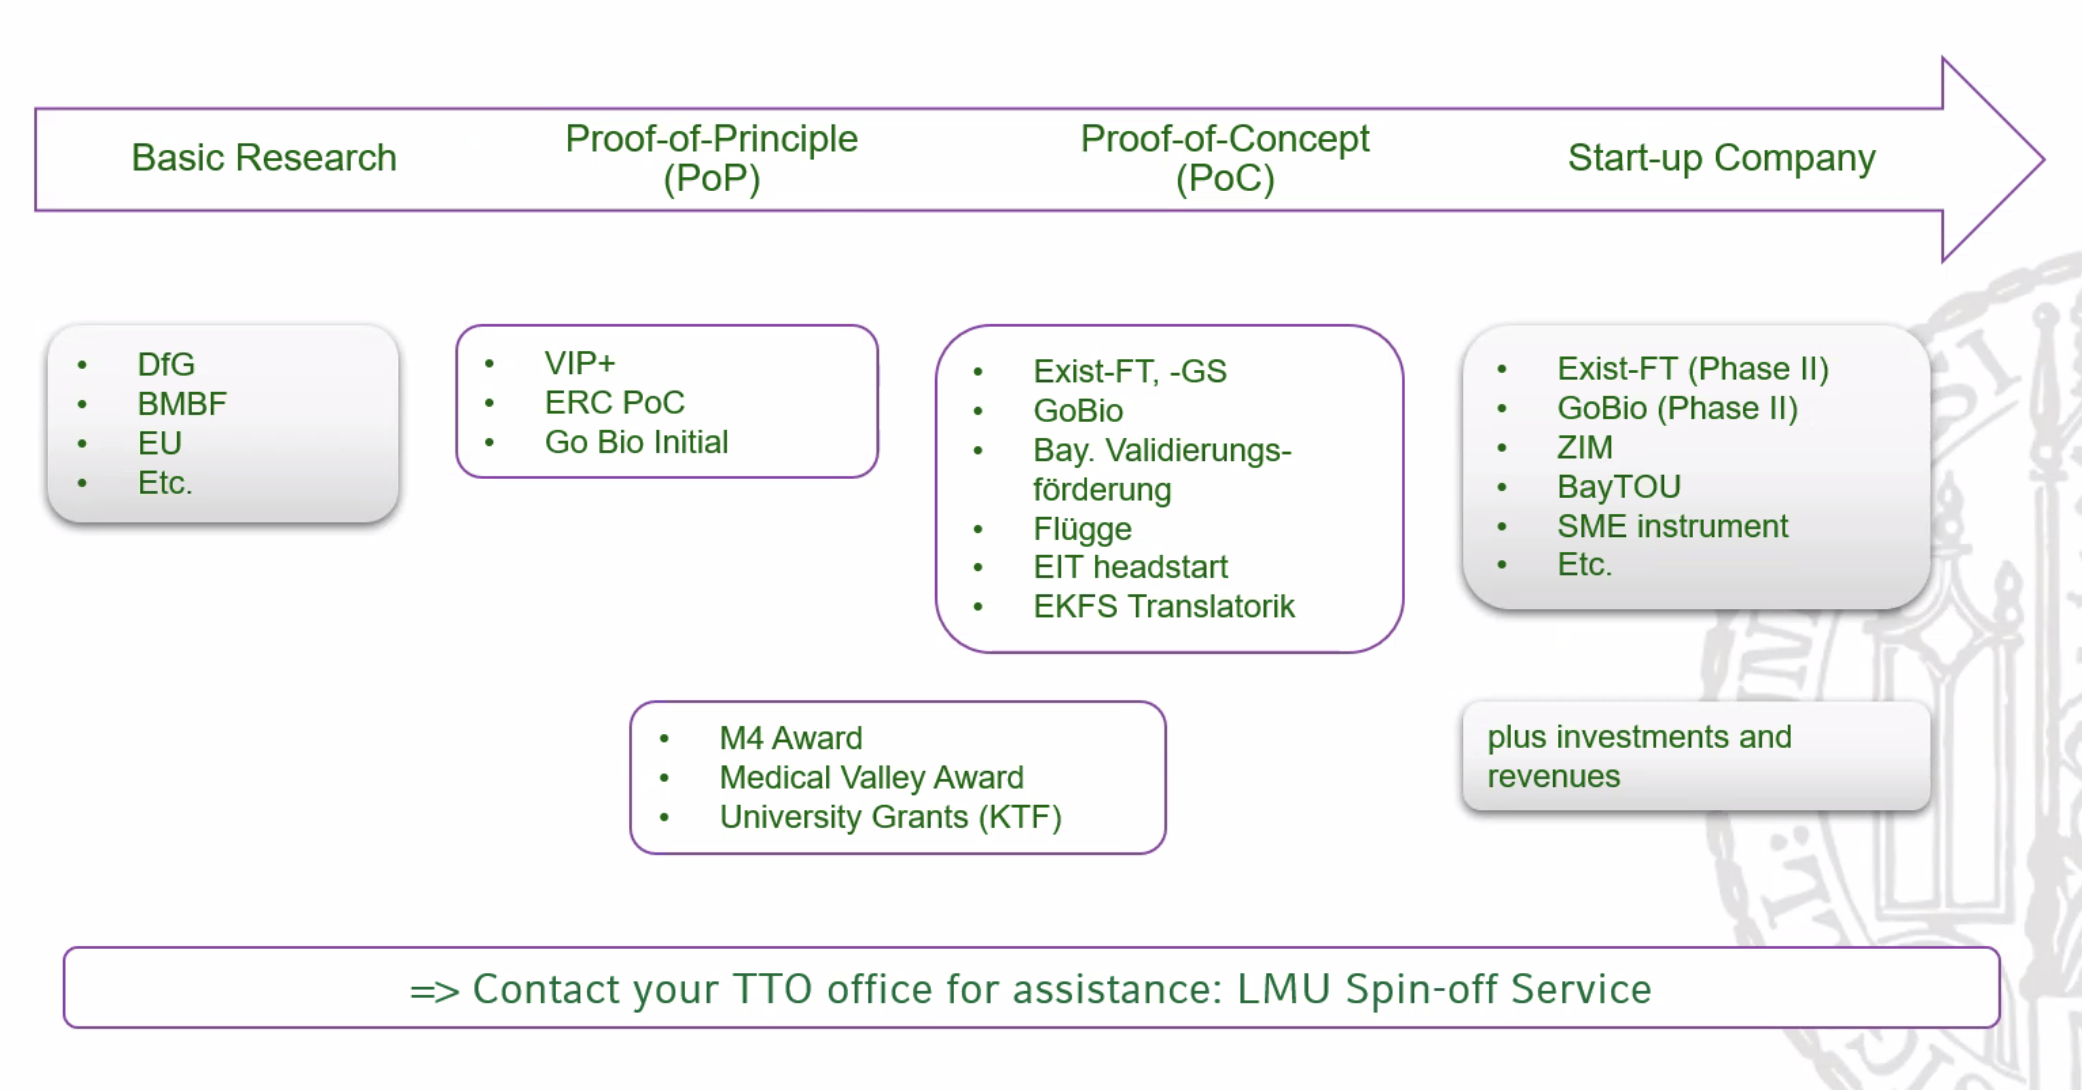 Basic Research
Proof-of-Principle
(PoP)
Proof-of-Concept
(PoC)
Start-up Company
• DfG
• BMBF
• EU
• Etc.
• VIP+
• ERC PoC
• Go Bio Initial
• Exist-FT, -GS
• GoBio
• Bay. Validierungs-
förderung
• Flügge
• EIT headstart
• EKFS Translatorik
• Exist-FT (Phase II)
• GoBio (Phase II)
• ZIM
• BayTOU
• SME instrument
• Etc.
• M4 Award
• Medical Valley Award
• University Grants (KTF)
plus investments and
revenues
=> Contact your TTO office for assistance: LMU Spin-off Service